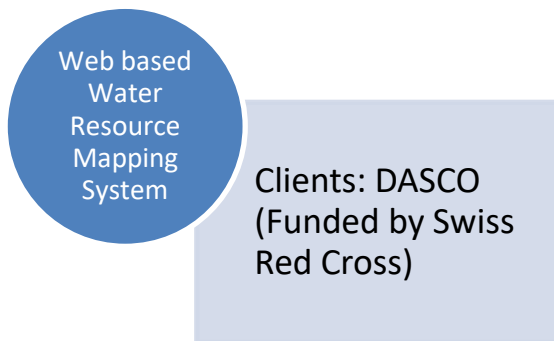 Web based
Water
Resource
Mapping
System
Clients: DASCO
(Funded by Swiss
Red Cross)